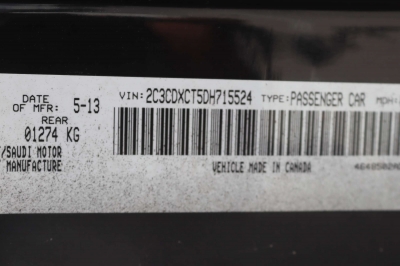 DATE OF MFR: 5-13 VIN: 2C3CDXCT5DH715524 TYPE: PASSENGER CAR
REAR
01274 KG
/SAUDI MOTOR
MANUFACTURE VEHICLE MADE IN CANADA